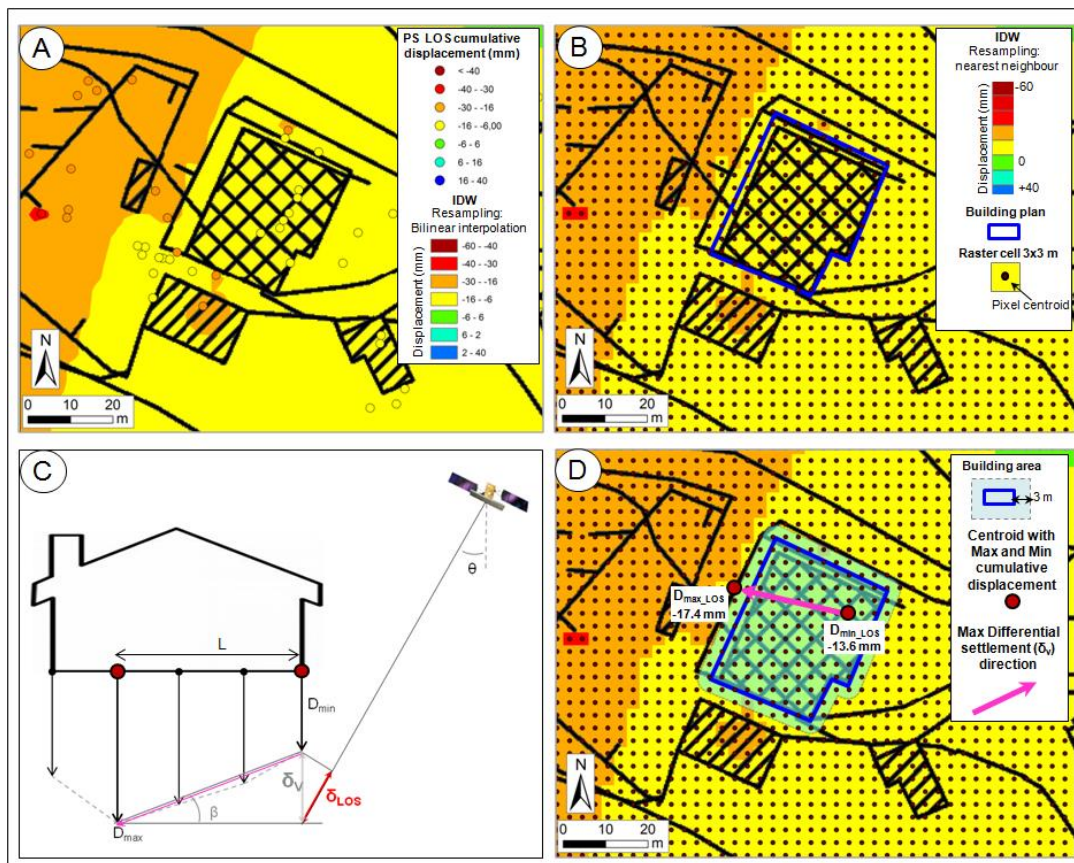 A
PS LOS cumulative
displacement (mm)
< -40
-40 - -30
-30 - -16
-16 - -6,00
-6 - 6
6 - 16
16 - 40
IDW
Resampling:
Bilinear interpolation
Displacement (mm)
-60 - -40
-40 - -30
-30 - -16
-16 - -6
-6 - 6
6 - 2
2 - 40
N
0 10 20
m
B
IDW
Resampling:
nearest neighbour
Displacement (mm)
-60
0
+40
Building plan
Raster cell 3x3 m
Pixel centroid
N
0 10 20
m
C
θ
L
Dmin
δV
δLOS
β
Dmax
D
Building area
3 m
Centroid with
Max and Min
cumulative
displacement
Max Differential
settlement (δv)
direction
Dmax_LOS
-17.4 mm
Dmin_LOS
-13.6 mm
N
0 10 20
m